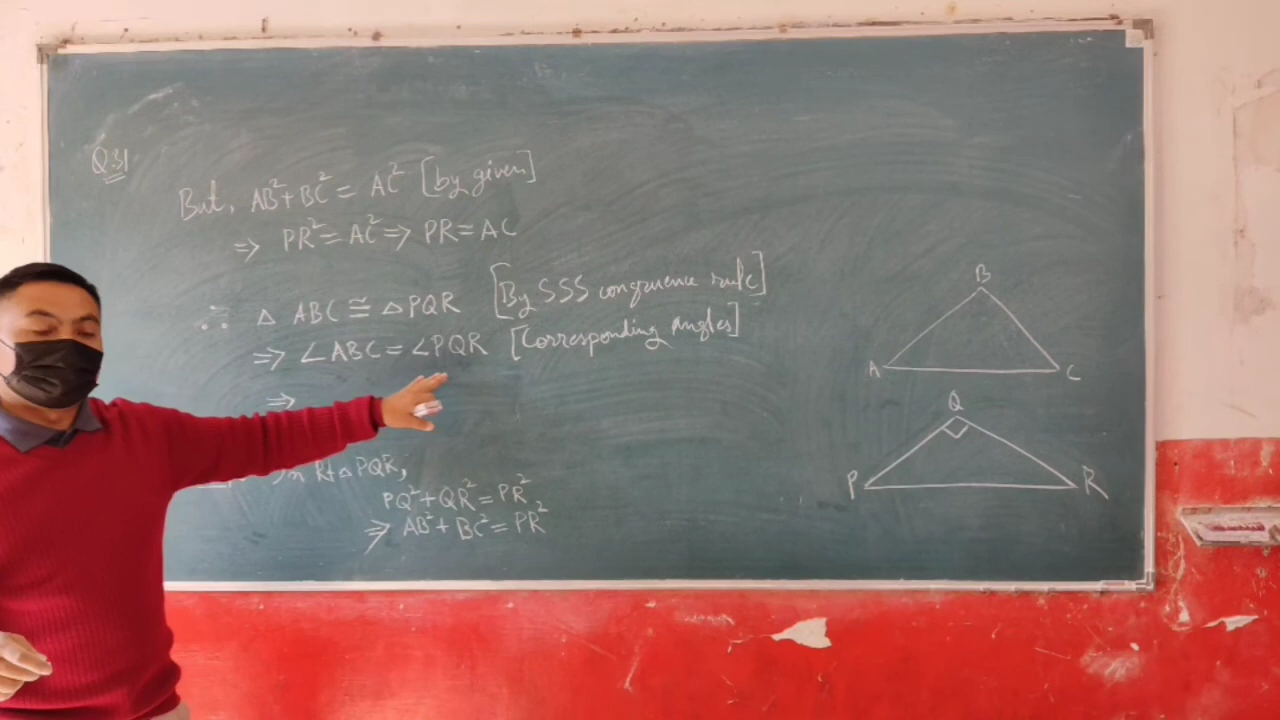 Q.31
But, AB²+BC² = AC² [by given]
⇒ PR² = AC² ⇒ PR = AC
∴ △ ABC ≅ △PQR [By SSS congruence rule]
⇒ ∠ABC = ∠PQR [Corresponding Angles]
⇒
In Rt △ PQR,
PQ²+QR² = PR²
⇒ AB²+BC² = PR²
B
A C
Q
P R